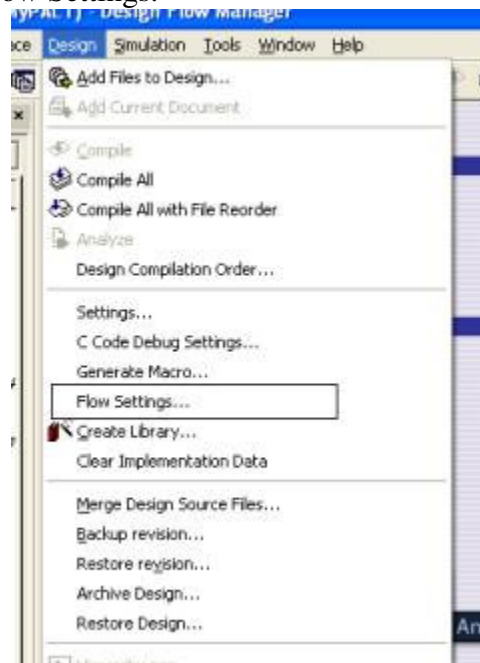 ow Settings.
Design Flow Manager
ce Design Simulation Tools Window Help
Add Files to Design...
Add Current Document
Compile
Compile All
Compile All with File Reorder
Analyze
Design Compilation Order...
Settings...
C Code Debug Settings...
Generate Macro...
Flow Settings...
Create Library...
Clear Implementation Data
Merge Design Source Files...
Backup revision...
Restore revision...
Archive Design...
Restore Design...
An